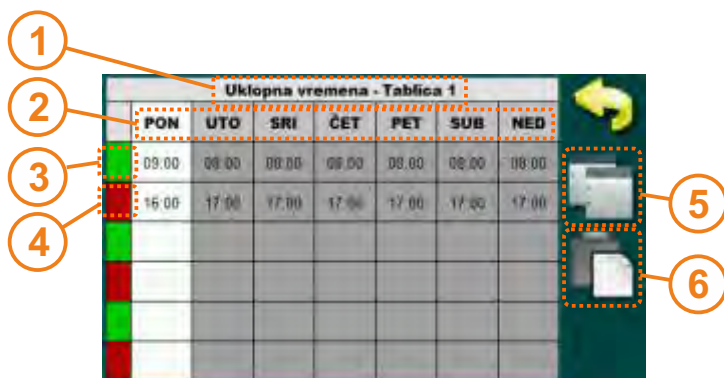 1
Uklopna vremena - Tablica 1
2
PON UTO SRI ČET PET SUB NED
3
09:00 08:00 08:00 08:00 08:00 08:00 08:00
4
16:00 17:00 17:00 17:00 17:00 17:00 17:00
5
6